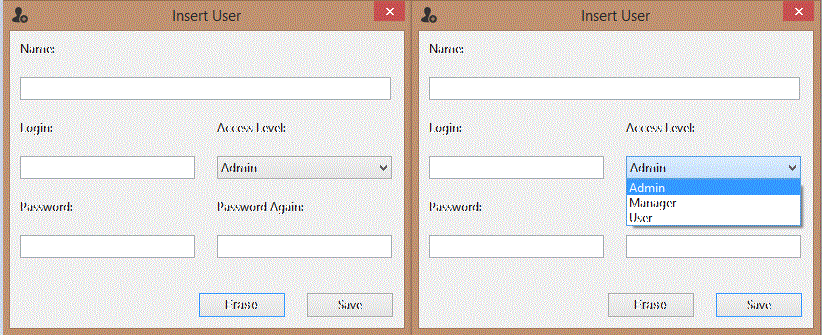 Insert User
Name:
Login:
Access Level:
Admin
Password:
Password Again:
Erase
Save
Insert User
Name:
Login:
Access Level:
Admin
Admin
Manager
User
Password:
Erase
Save